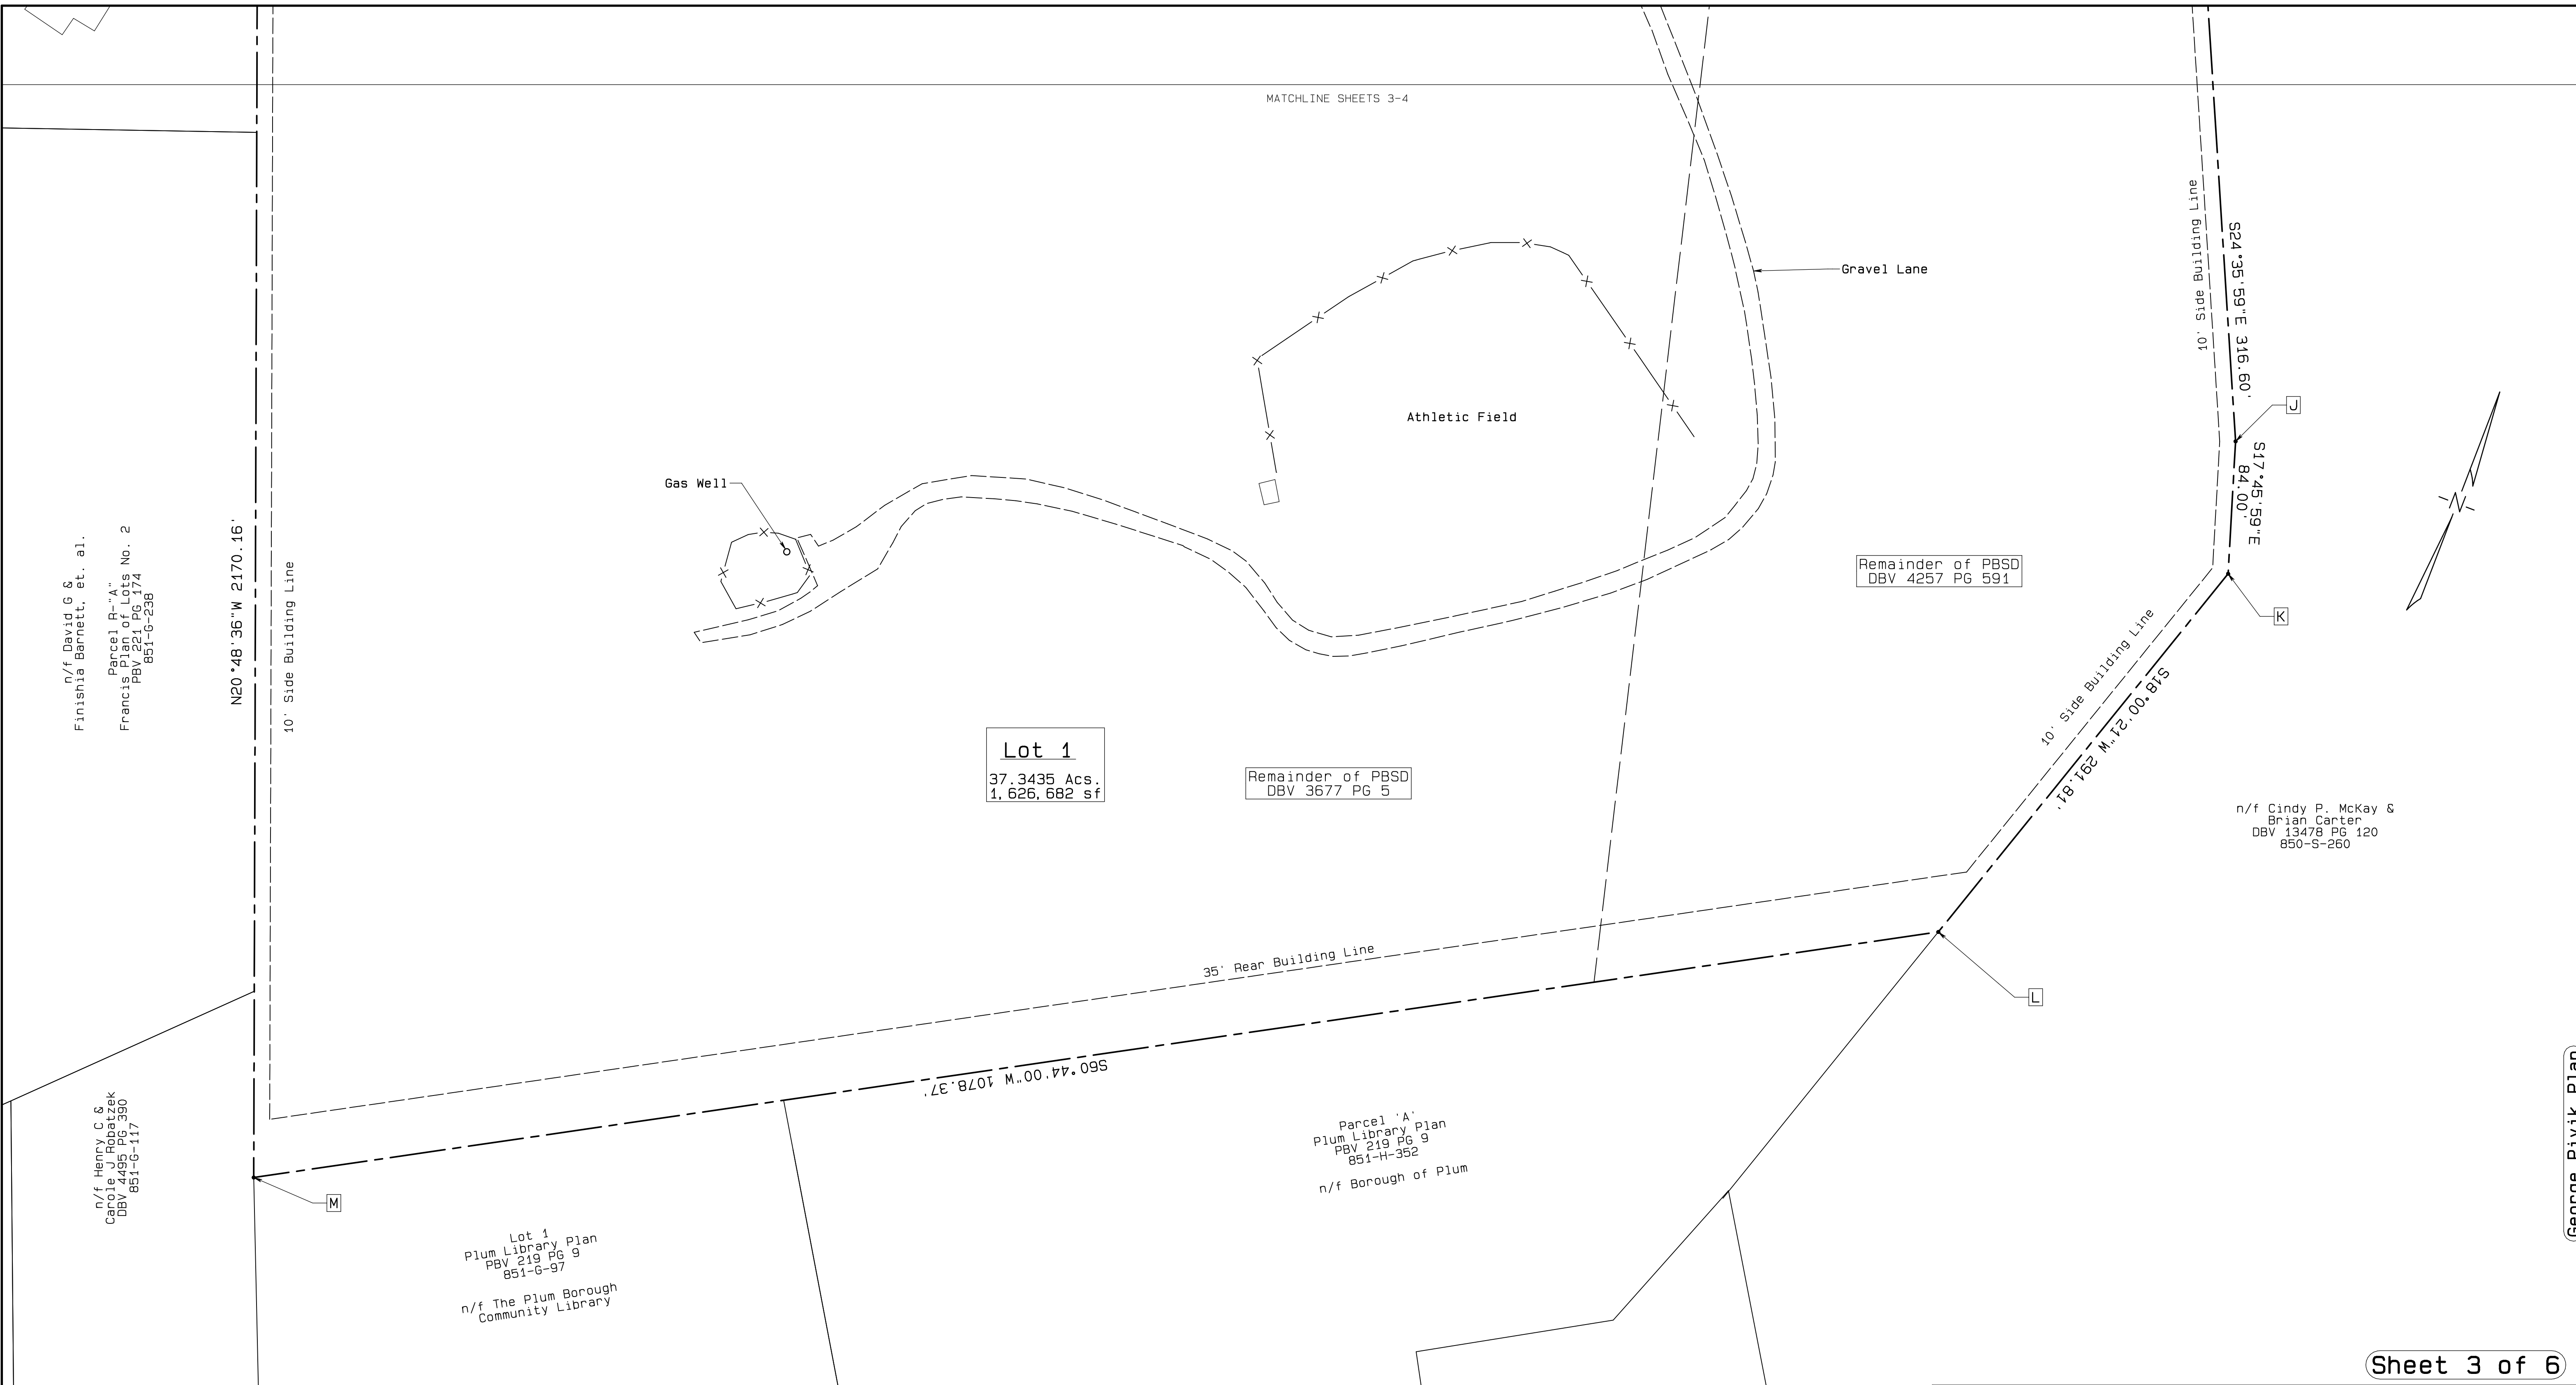 MATCHLINE SHEETS 3-4
n/f David G &
Finishia Barnett, et. al.
Parcel R-"A"
Francis Plan of Lots No. 2
PBV 221 PG 174
851-G-238
N20°48'36"W 2170.16'
10' Side Building Line
Gas Well
Athletic Field
Gravel Lane
10' Side Building Line
S24°35'59"E 316.60'
J
S17°45'59"E
84.00'
N
Remainder of PBSD
DBV 4257 PG 591
K
10' Side Building Line
S18°00'21"W 291.81'
Lot 1
37.3435 Acs.
1,626,682 sf
Remainder of PBSD
DBV 3677 PG 5
n/f Cindy P. McKay &
Brian Carter
DBV 13478 PG 120
850-S-260
35' Rear Building Line
L
S60°44'00"W 1078.37'
n/f Henry C &
Carole J Robatzek
DBV 4495 PG 390
851-G-117
M
Parcel 'A'
Plum Library Plan
PBV 219 PG 9
851-H-352
n/f Borough of Plum
Lot 1
Plum Library Plan
PBV 219 PG 9
851-G-97
n/f The Plum Borough
Community Library
George Pivik Plan
Sheet 3 of 6